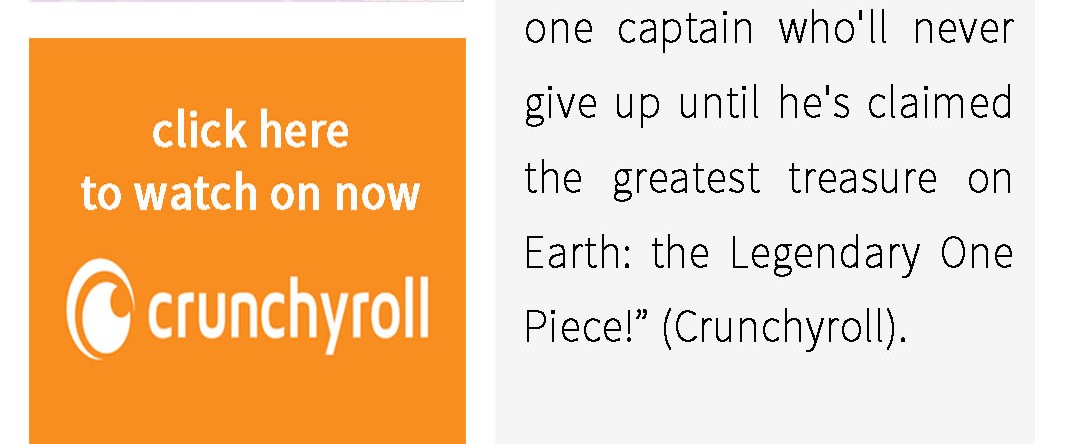 click here
to watch on now
crunchyroll
one captain who'll never
give up until he's claimed
the greatest treasure on
Earth: the Legendary One
Piece!” (Crunchyroll).